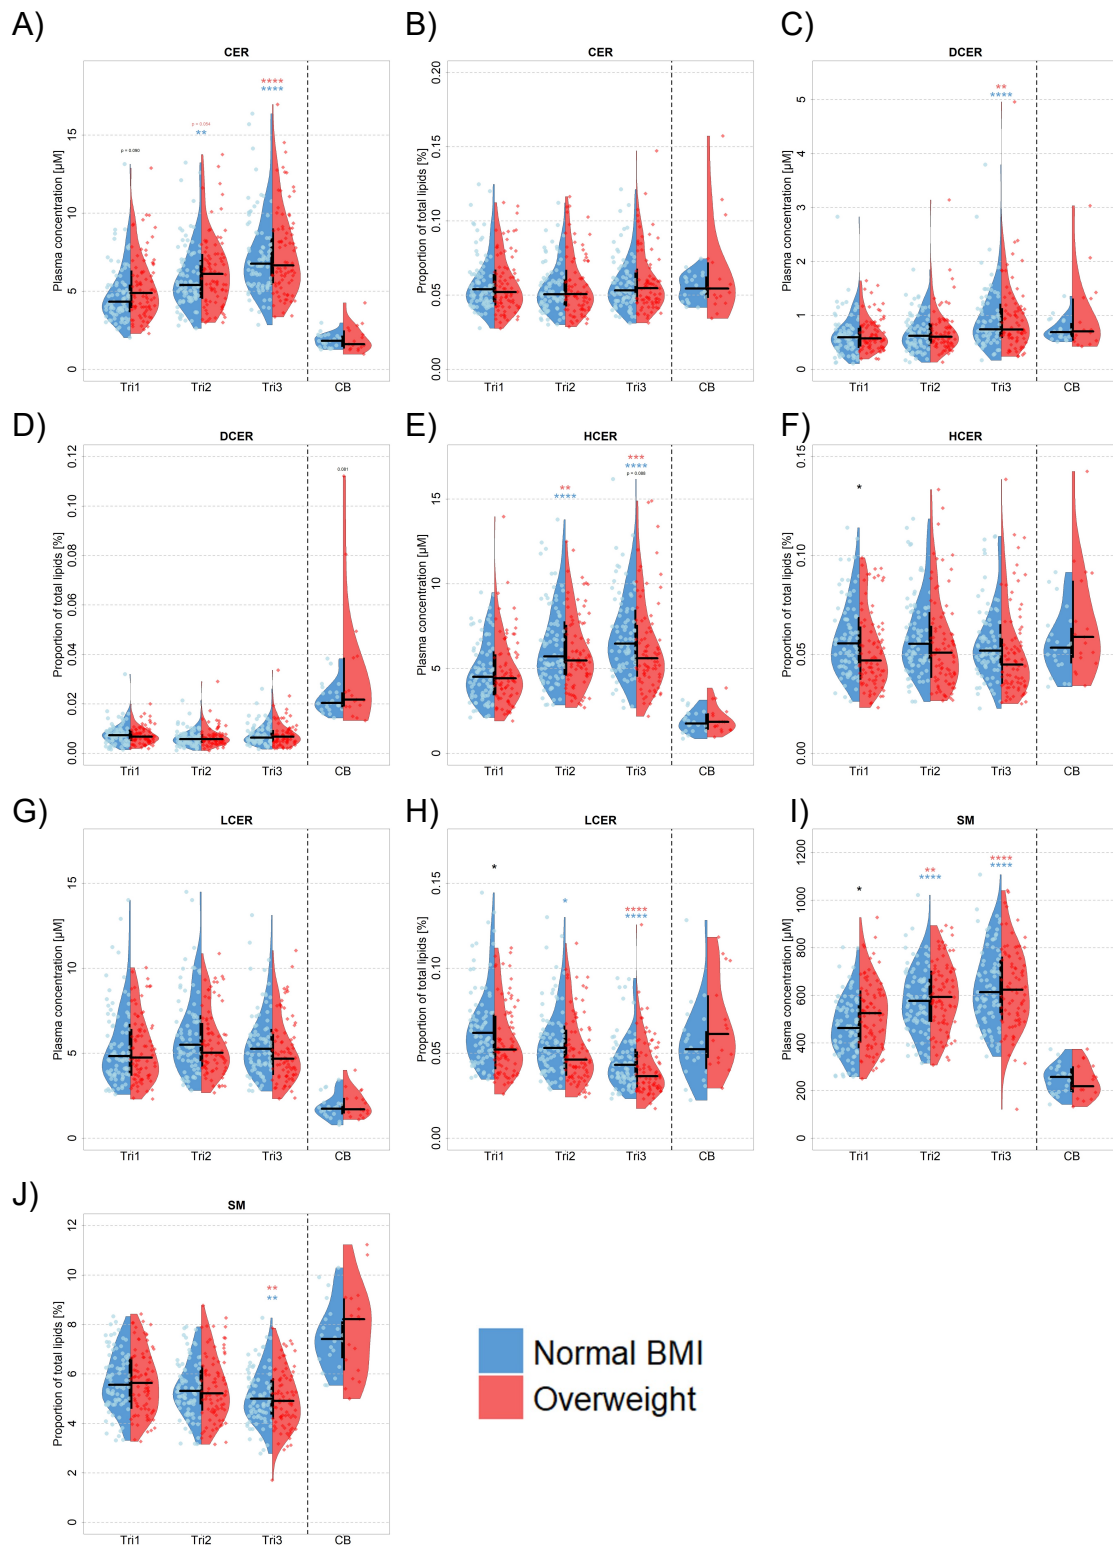 A)
CER
Plasma concentration [µM]
0
5
10
15
p = 0.090
p = 0.054
**
****
****
Tri1 Tri2 Tri3 CB
B)
CER
Proportion of total lipids [%]
0.00
0.05
0.10
0.15
0.20
Tri1 Tri2 Tri3 CB
C)
DCER
Plasma concentration [µM]
0
1
2
3
4
5
**
****
Tri1 Tri2 Tri3 CB
D)
DCER
Proportion of total lipids [%]
0.00
0.02
0.04
0.06
0.08
0.10
0.12
0.081
Tri1 Tri2 Tri3 CB
E)
HCER
Plasma concentration [µM]
0
5
10
15
**
****
***
****
p = 0.088
Tri1 Tri2 Tri3 CB
F)
HCER
Proportion of total lipids [%]
0.00
0.05
0.10
0.15
*
Tri1 Tri2 Tri3 CB
G)
LCER
Plasma concentration [µM]
0
5
10
15
Tri1 Tri2 Tri3 CB
H)
LCER
Proportion of total lipids [%]
0.00
0.05
0.10
0.15
*
*
****
****
Tri1 Tri2 Tri3 CB
I)
SM
Plasma concentration [µM]
0
200
400
600
800
1000
1200
*
**
****
****
****
Tri1 Tri2 Tri3 CB
J)
SM
Proportion of total lipids [%]
0
2
4
6
8
10
12
**
**
Tri1 Tri2 Tri3 CB
Normal BMI
Overweight